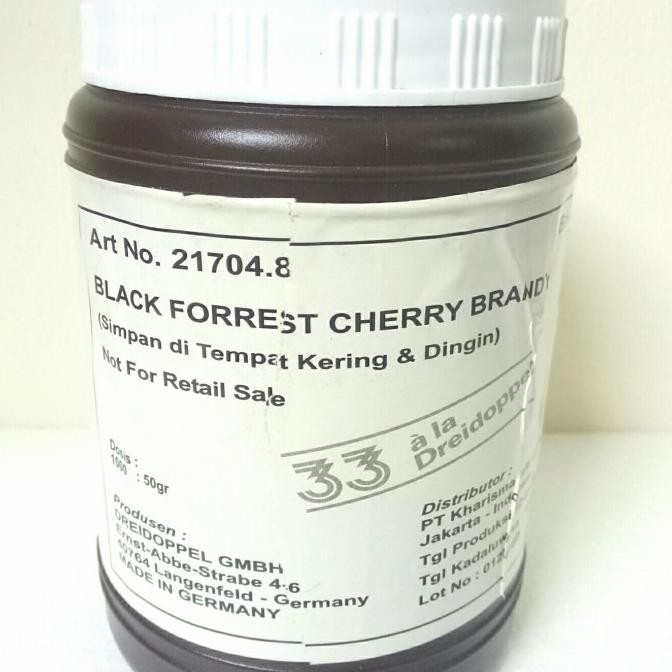 Art No. 21704.8
BLACK FORREST CHERRY BRANDY
(Simpan di Tempat Kering & Dingin)
Not For Retail Sale
33 à la
Dreidoppel
Dosis :
1000 : 50gr
Produsen :
DREIDOPPEL GMBH
Ernst-Abbe-Strabe 4-6
40764 Langenfeld - Germany
MADE IN GERMANY
Distributor :
PT Kharisma
Jakarta -
Tgl Produksi
Tgl
Lot No :